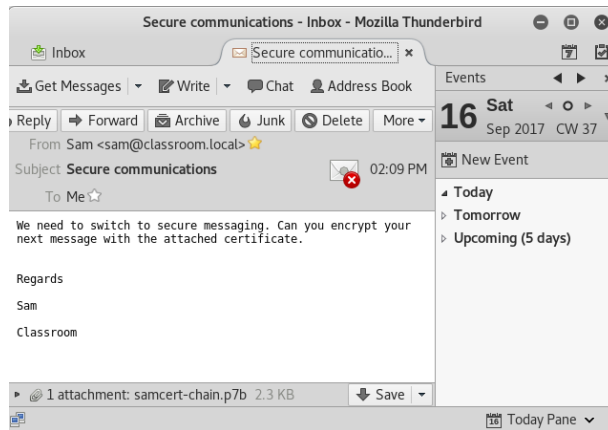 Secure communications - Inbox - Mozilla Thunderbird
Inbox
Secure communicatio...
Get Messages
Write
Chat
Address Book
Events
Reply
Forward
Archive
Junk
Delete
More
16
Sat
Sep 2017
CW 37
From Sam <sam@classroom.local>
Subject Secure communications
02:09 PM
To Me
New Event
Today
Tomorrow
Upcoming (5 days)
We need to switch to secure messaging. Can you encrypt your
next message with the attached certificate.
Regards
Sam
Classroom
1 attachment: samcert-chain.p7b 2.3 KB
Save
16
Today Pane